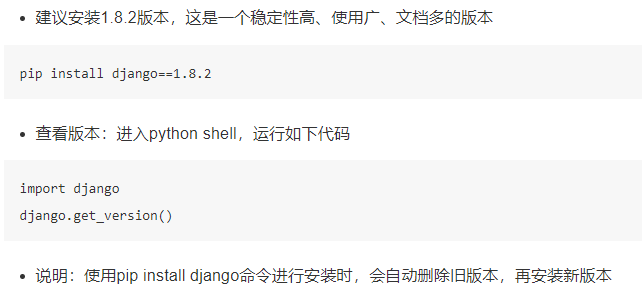 建议安装1.8.2版本，这是一个稳定性高、使用广、文档多的版本
pip install django==1.8.2
查看版本：进入python shell，运行如下代码
import django
django.get_version()
说明：使用pip install django命令进行安装时，会自动删除旧版本，再安装新版本